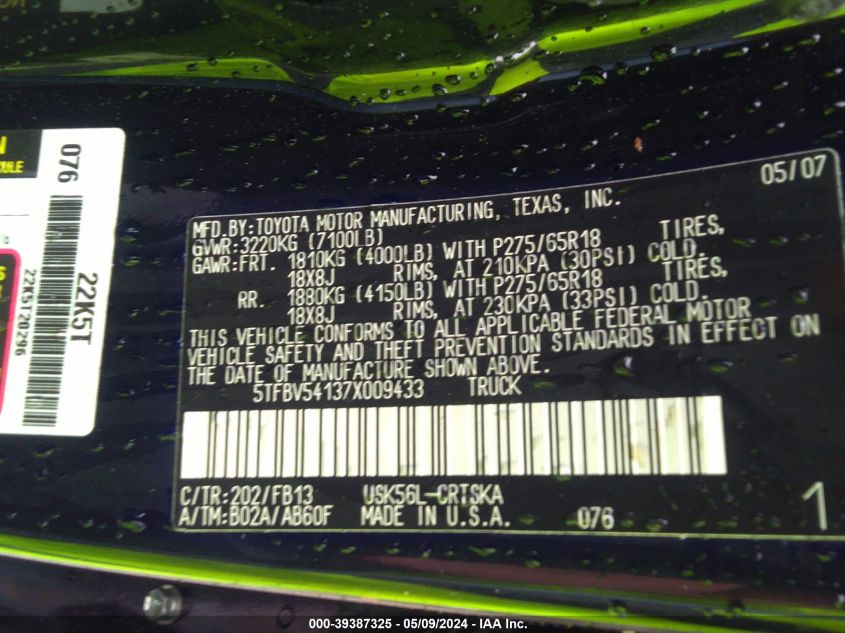 05/07
MFD.BY:TOYOTA MOTOR MANUFACTURING, TEXAS, INC.
GVWR:3220KG (7100LB)
GAWR:FRT. 1810KG (4000LB) WITH P275/65R18 TIRES,
18X8J RIMS, AT 210KPA (30PSI) COLD.
RR. 1880KG (4150LB) WITH P275/65R18 TIRES,
18X8J RIMS, AT 230KPA (33PSI) COLD.
THIS VEHICLE CONFORMS TO ALL APPLICABLE FEDERAL MOTOR
VEHICLE SAFETY AND THEFT PREVENTION STANDARDS IN EFFECT ON
THE DATE OF MANUFACTURE SHOWN ABOVE.
5TFBV54137X009433 TRUCK
C/TR:202/FB13 USK56L-CRTSKA
A/TM:B02A/AB60F MADE IN U.S.A. 076 1
076
22K5T
22K5T20296
000-39387325 - 05/09/2024 - IAA Inc.